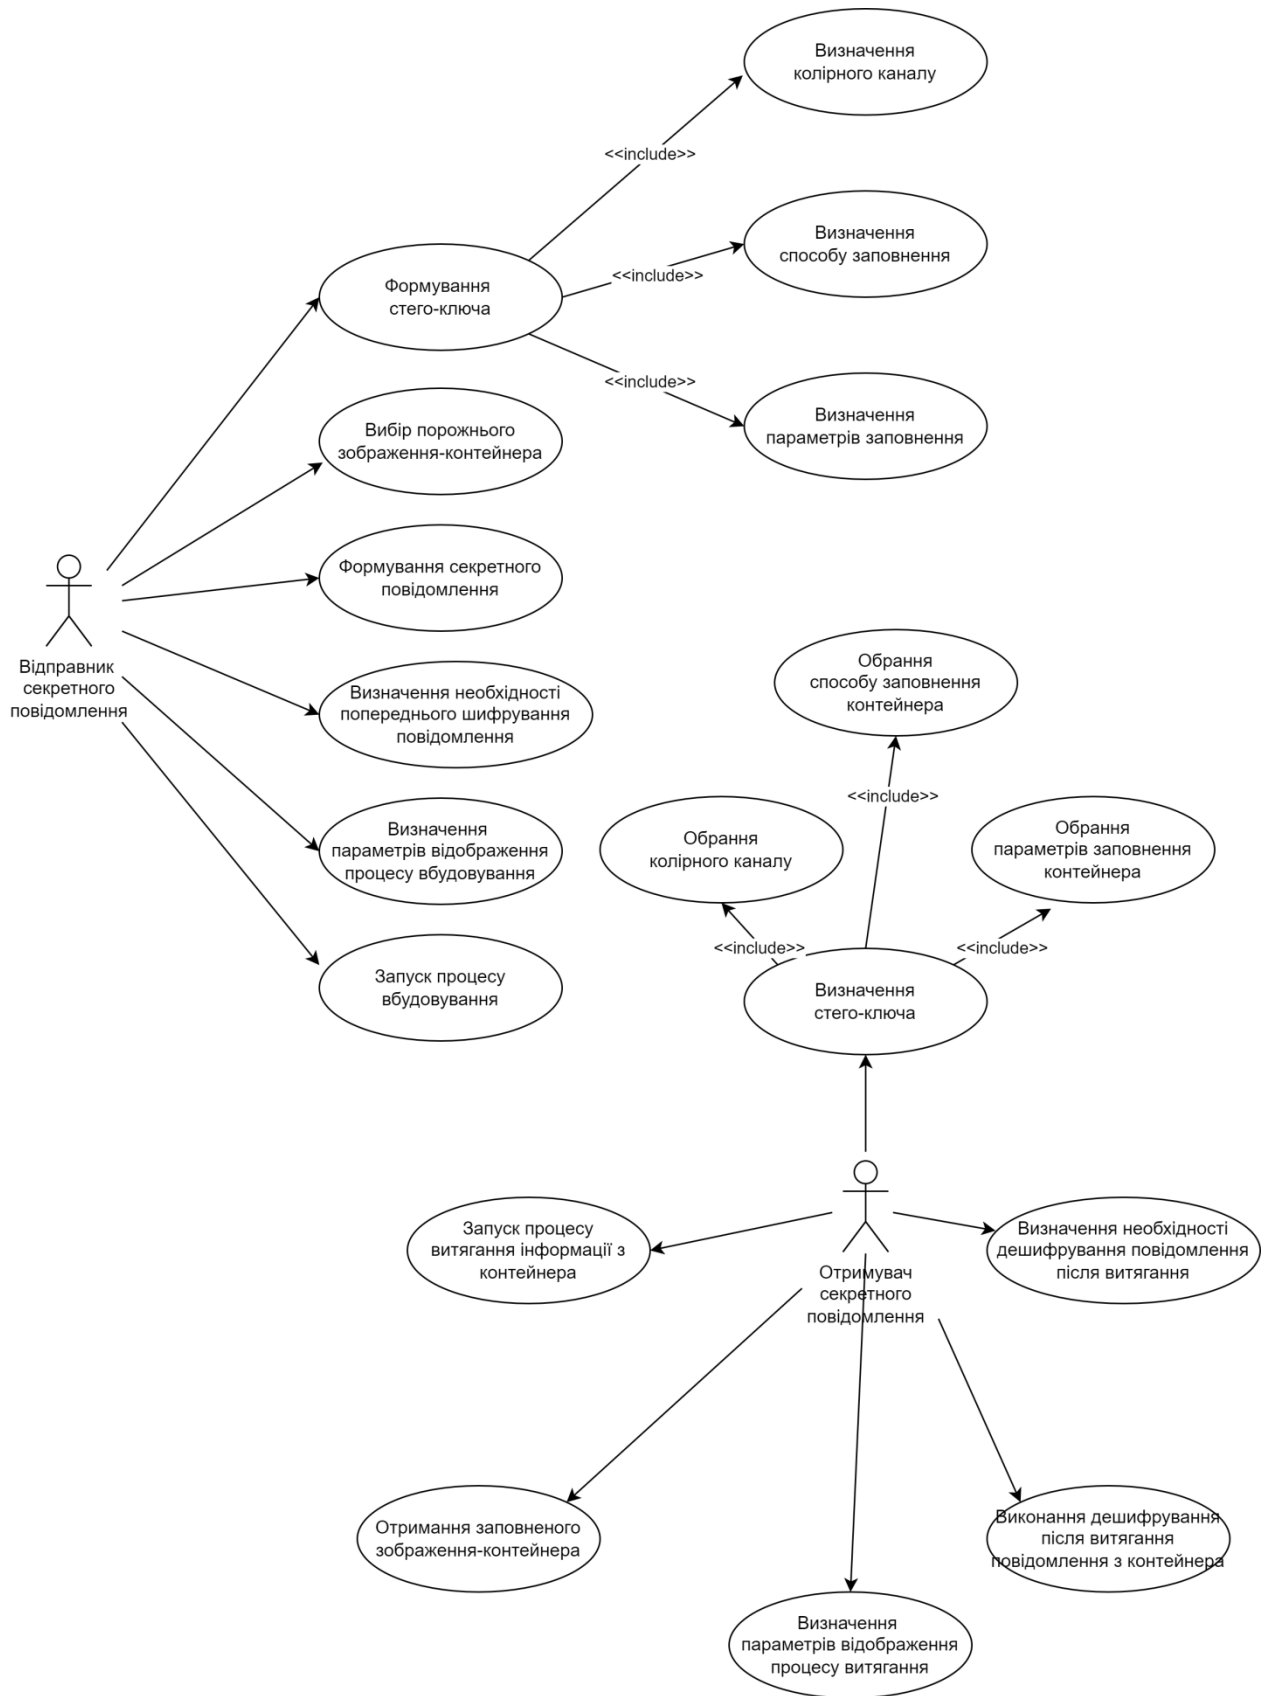 Визначення
колірного каналу
<<include>>
Визначення
способу заповнення
<<include>>
Формування
стего-ключа
<<include>>
Визначення
параметрів заповнення
Вибір порожнього
зображення-контейнера
Формування секретного
повідомлення
Відправник
секретного
повідомлення
Визначення необхідності
попереднього шифрування
повідомлення
Визначення
параметрів відображення
процесу вбудовування
Запуск процесу
вбудовування
Обрання
способу заповнення
контейнера
<<include>>
Обрання
колірного каналу
Обрання
параметрів заповнення
контейнера
<<include>>
<<include>>
Визначення
стего-ключа
Запуск процесу
витягання інформації з
контейнера
Отримувач
секретного
повідомлення
Визначення необхідності
дешифрування повідомлення
після витягання
Отримання заповненого
зображення-контейнера
Виконання дешифрування
після витягання
повідомлення з контейнера
Визначення
параметрів відображення
процесу витягання